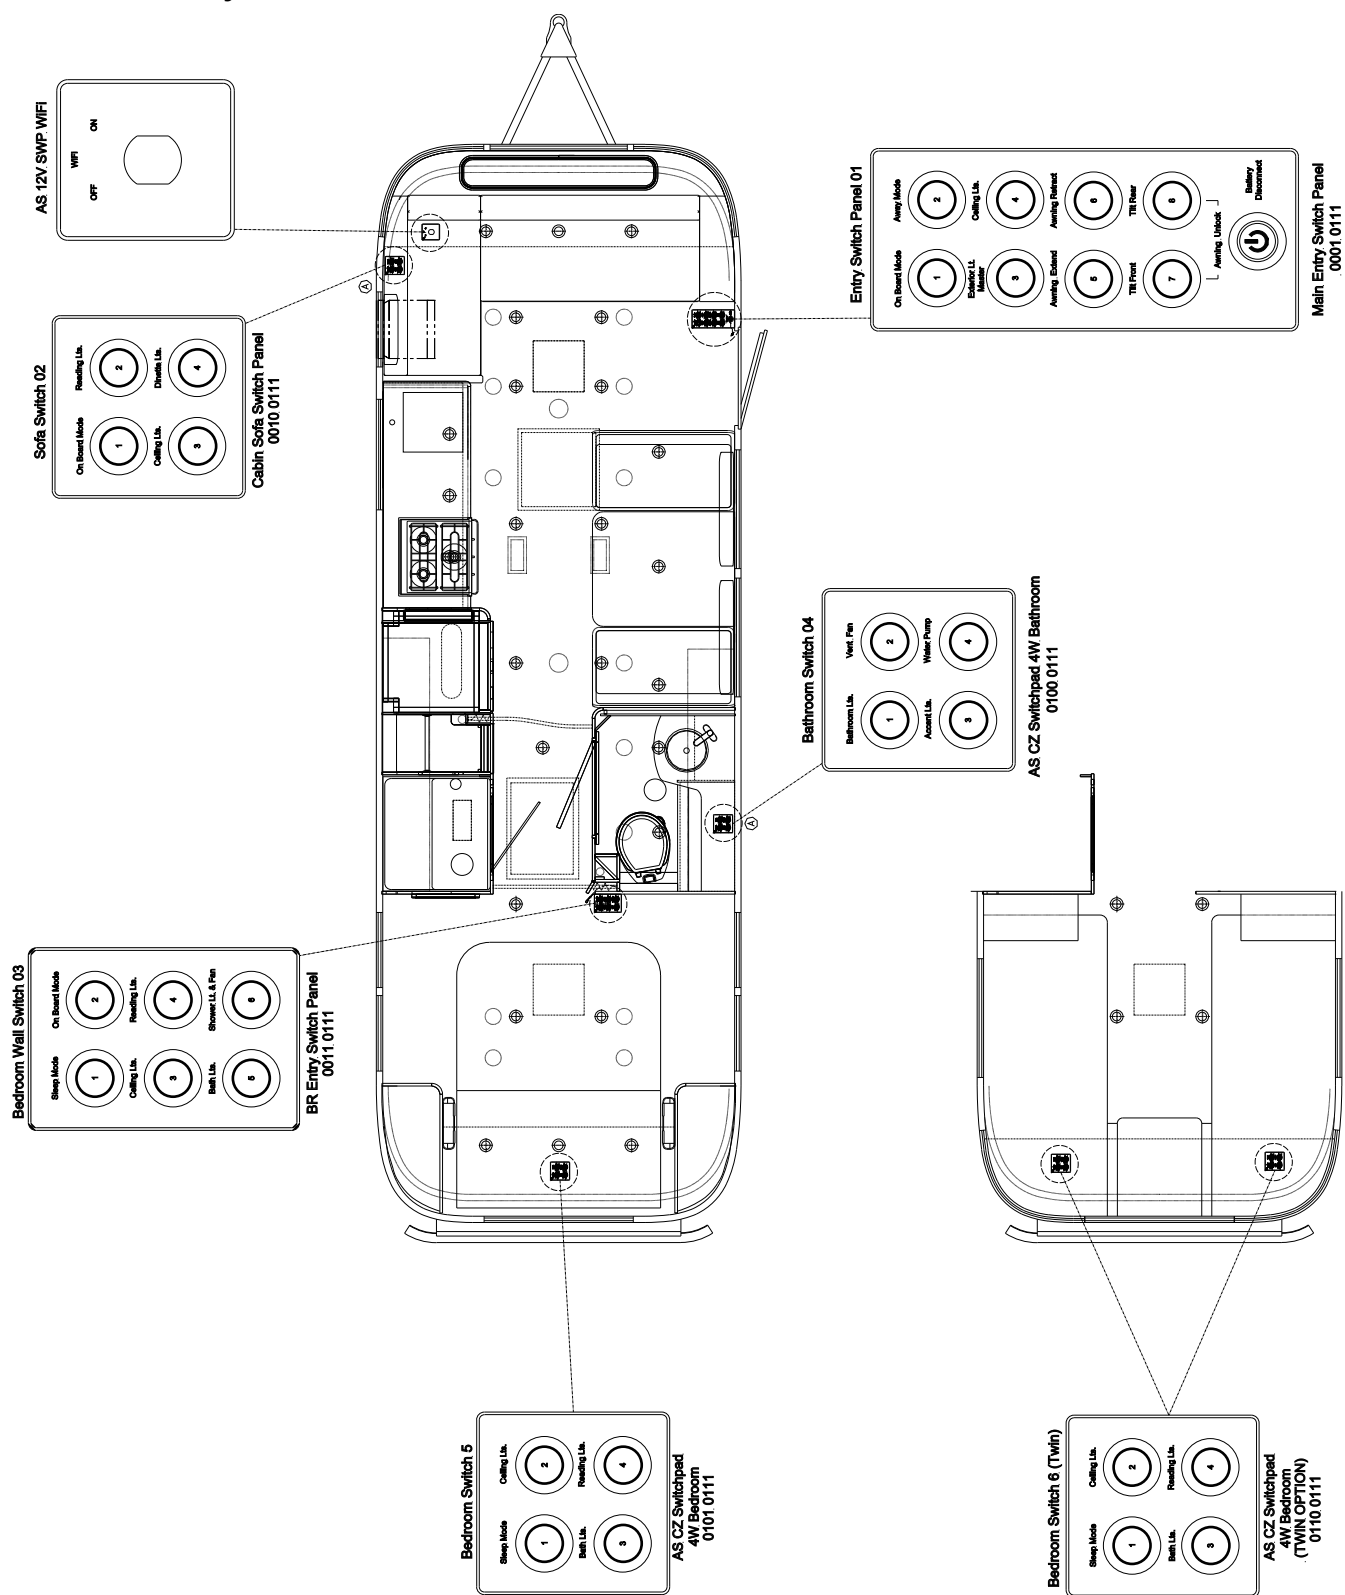 AS 12V SWP WiFi
WIFI
OFF
ON
Sofa Switch 02
On Board Mode
Reading Lts.
1
2
Ceiling Lts.
Dinette Lts.
3
4
Cabin Sofa Switch Panel
0010 0111
A
Entry Switch Panel 01
On Board Mode
Away Mode
1
2
Exterior Lt.
Master
Ceiling Lts.
3
4
Awning Extend
Awning Retract
5
6
Tilt Front
Tilt Rear
7
8
Awning Unlock
Battery
Disconnect
Main Entry Switch Panel
0001 0111
Bathroom Switch 04
Bathroom Lts.
Vent. Fan
1
2
Accent Lts.
Water Pump
3
4
AS CZ Switchpad 4W Bathroom
0100 0111
A
Bedroom Wall Switch 03
Sleep Mode
On Board Mode
1
2
Ceiling Lts.
Reading Lts.
3
4
Bath Lts.
Shower Lt. & Fan
5
6
BR Entry Switch Panel
0011 0111
Bedroom Switch 5
Sleep Mode
Ceiling Lts.
1
2
Bath Lts.
Reading Lts.
3
4
AS CZ Switchpad
4W Bedroom
0101 0111
Bedroom Switch 6 (Twin)
Sleep Mode
Ceiling Lts.
1
2
Bath Lts.
Reading Lts.
3
4
AS CZ Switchpad
4W Bedroom
(TWIN OPTION)
0110 0111